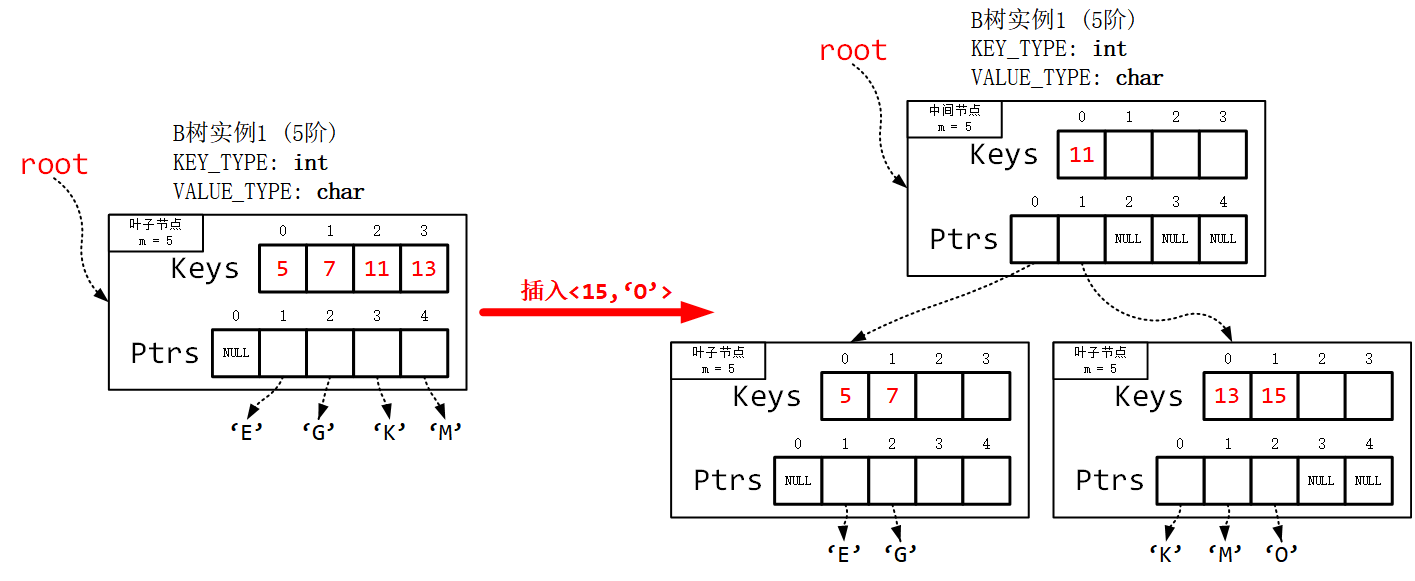 B树实例1 (5阶)
KEY_TYPE: int
VALUE_TYPE: char
root
叶子节点
m = 5
0 1 2 3
Keys 5 7 11 13
0 1 2 3 4
Ptrs NULL
‘E’ ‘G’ ‘K’ ‘M’
插入<15,‘O’>
B树实例1 (5阶)
KEY_TYPE: int
VALUE_TYPE: char
root
中间节点
m = 5
0 1 2 3
Keys 11
0 1 2 3 4
Ptrs NULL NULL NULL
叶子节点
m = 5
0 1 2 3
Keys 5 7
0 1 2 3 4
Ptrs NULL
‘E’ ‘G’
叶子节点
m = 5
0 1 2 3
Keys 13 15
0 1 2 3 4
Ptrs NULL NULL
‘K’ ‘M’ ‘O’